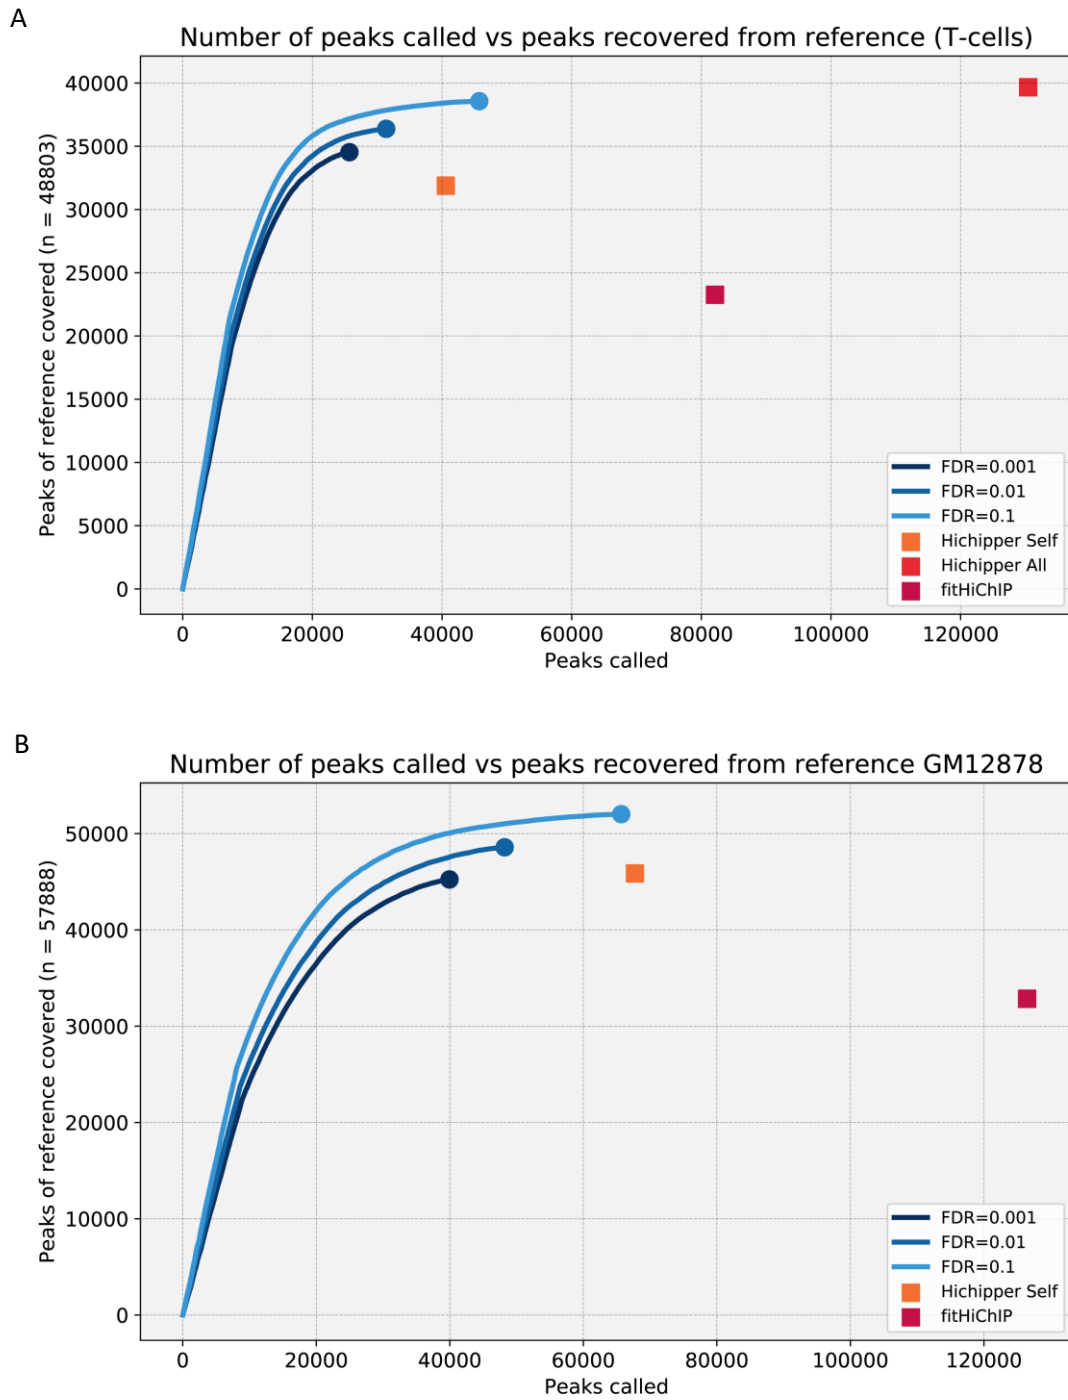 A
Number of peaks called vs peaks recovered from reference (T-cells)
Peaks of reference covered (n = 48803)
40000
35000
30000
25000
20000
15000
10000
5000
0
FDR=0.001
FDR=0.01
FDR=0.1
Hichipper Self
Hichipper All
fitHiChIP
0 20000 40000 60000 80000 100000 120000
Peaks called
B
Number of peaks called vs peaks recovered from reference GM12878
Peaks of reference covered (n = 57888)
50000
40000
30000
20000
10000
0
FDR=0.001
FDR=0.01
FDR=0.1
Hichipper Self
fitHiChIP
0 20000 40000 60000 80000 100000 120000
Peaks called